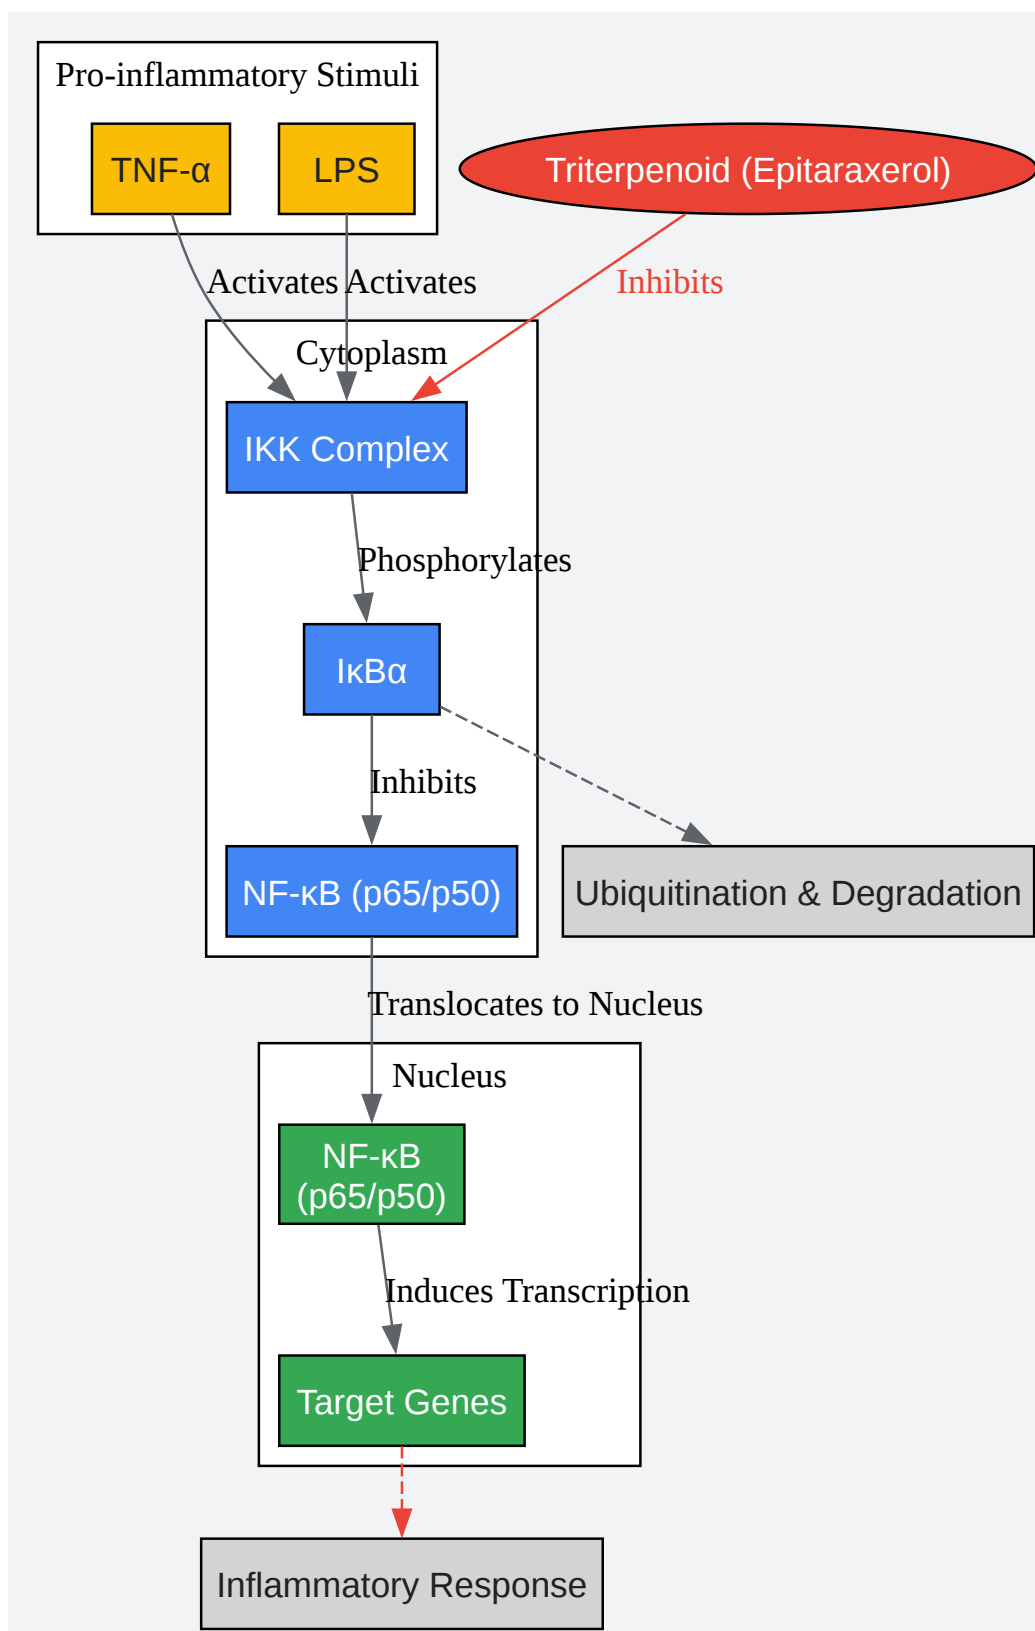 Pro-inflammatory Stimuli
TNF-α
LPS
Triterpenoid (Epitaraxerol)
Activates
Activates
Inhibits
Cytoplasm
IKK Complex
Phosphorylates
IκBα
Inhibits
NF-κB (p65/p50)
Ubiquitination & Degradation
Translocates to Nucleus
Nucleus
NF-κB
(p65/p50)
Induces Transcription
Target Genes
Inflammatory Response